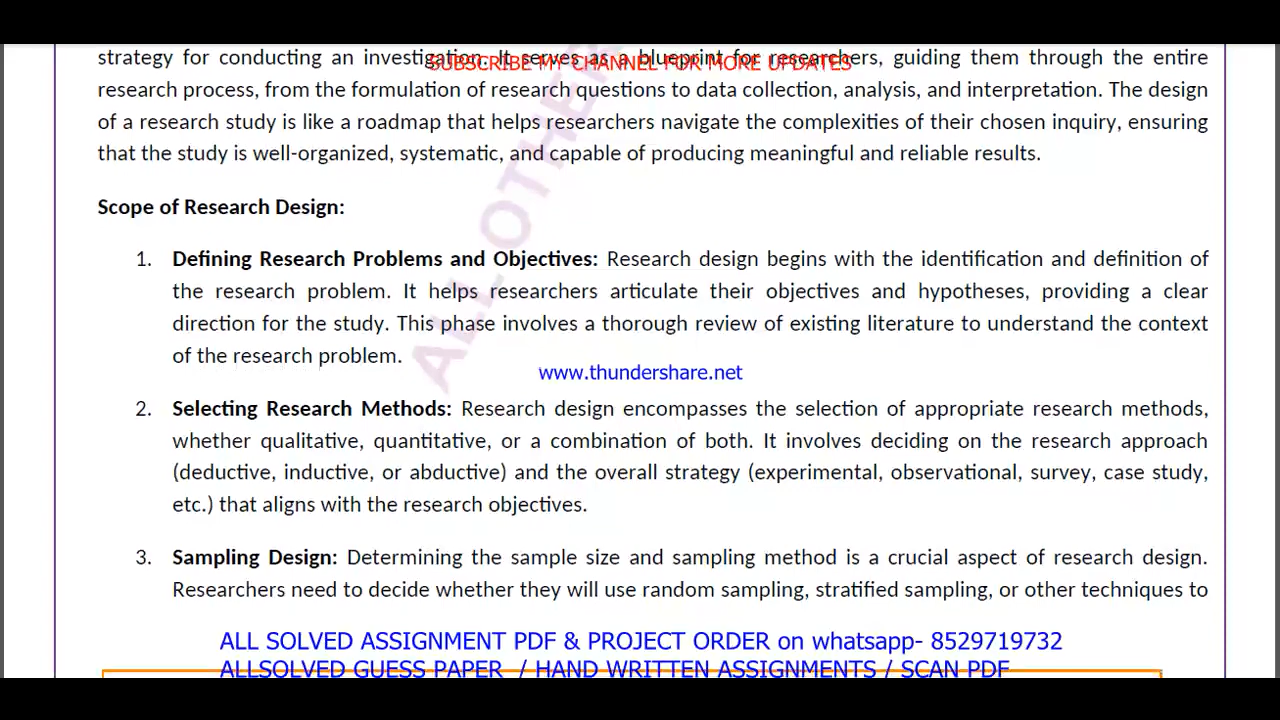 strategy for conducting an investigation. It serves as a blueprint for researchers, guiding them through the entire
SUBSCRIBE MY CHANNEL FOR MORE UPDATES
research process, from the formulation of research questions to data collection, analysis, and interpretation. The design
of a research study is like a roadmap that helps researchers navigate the complexities of their chosen inquiry, ensuring
that the study is well-organized, systematic, and capable of producing meaningful and reliable results.
ALL OTHER
Scope of Research Design:
1. Defining Research Problems and Objectives: Research design begins with the identification and definition of
the research problem. It helps researchers articulate their objectives and hypotheses, providing a clear
direction for the study. This phase involves a thorough review of existing literature to understand the context
of the research problem.
www.thundershare.net
2. Selecting Research Methods: Research design encompasses the selection of appropriate research methods,
whether qualitative, quantitative, or a combination of both. It involves deciding on the research approach
(deductive, inductive, or abductive) and the overall strategy (experimental, observational, survey, case study,
etc.) that aligns with the research objectives.
3. Sampling Design: Determining the sample size and sampling method is a crucial aspect of research design.
Researchers need to decide whether they will use random sampling, stratified sampling, or other techniques to
ALL SOLVED ASSIGNMENT PDF & PROJECT ORDER on whatsapp- 8529719732
ALLSOLVED GUESS PAPER / HAND WRITTEN ASSIGNMENTS / SCAN PDF